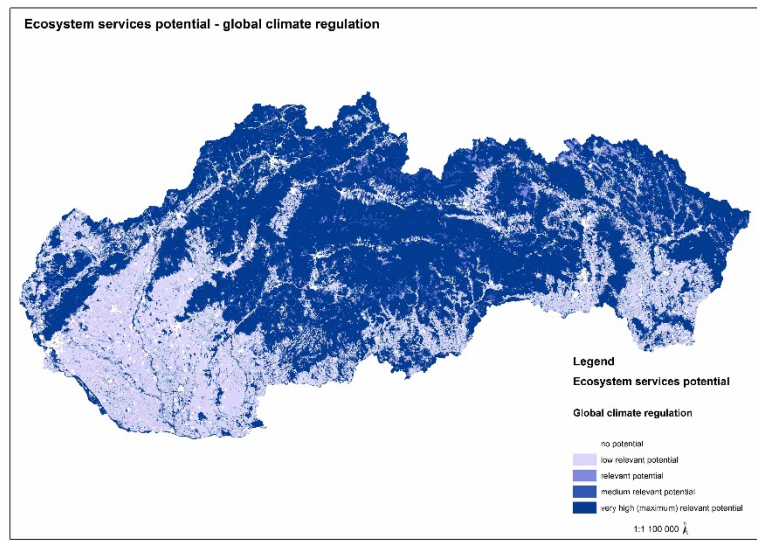 Ecosystem services potential - global climate regulation
Legend
Ecosystem services potential
Global climate regulation
no potential
low relevant potential
relevant potential
medium relevant potential
very high (maximum) relevant potential
1:1 100 000